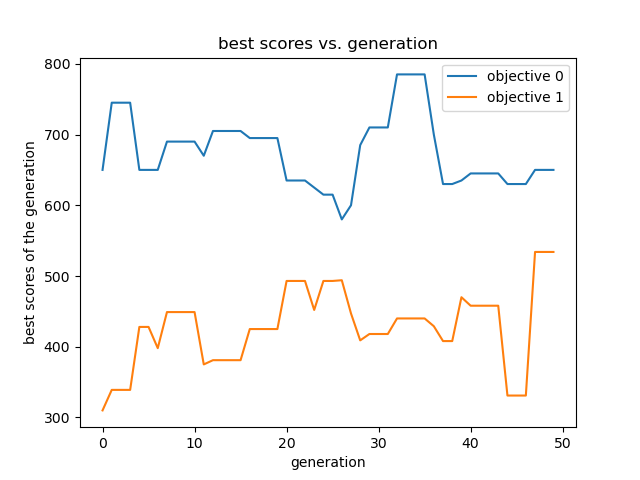 best scores vs. generation
objective 0
objective 1
best scores of the generation
800
700
600
500
400
300
0 10 20 30 40 50
generation